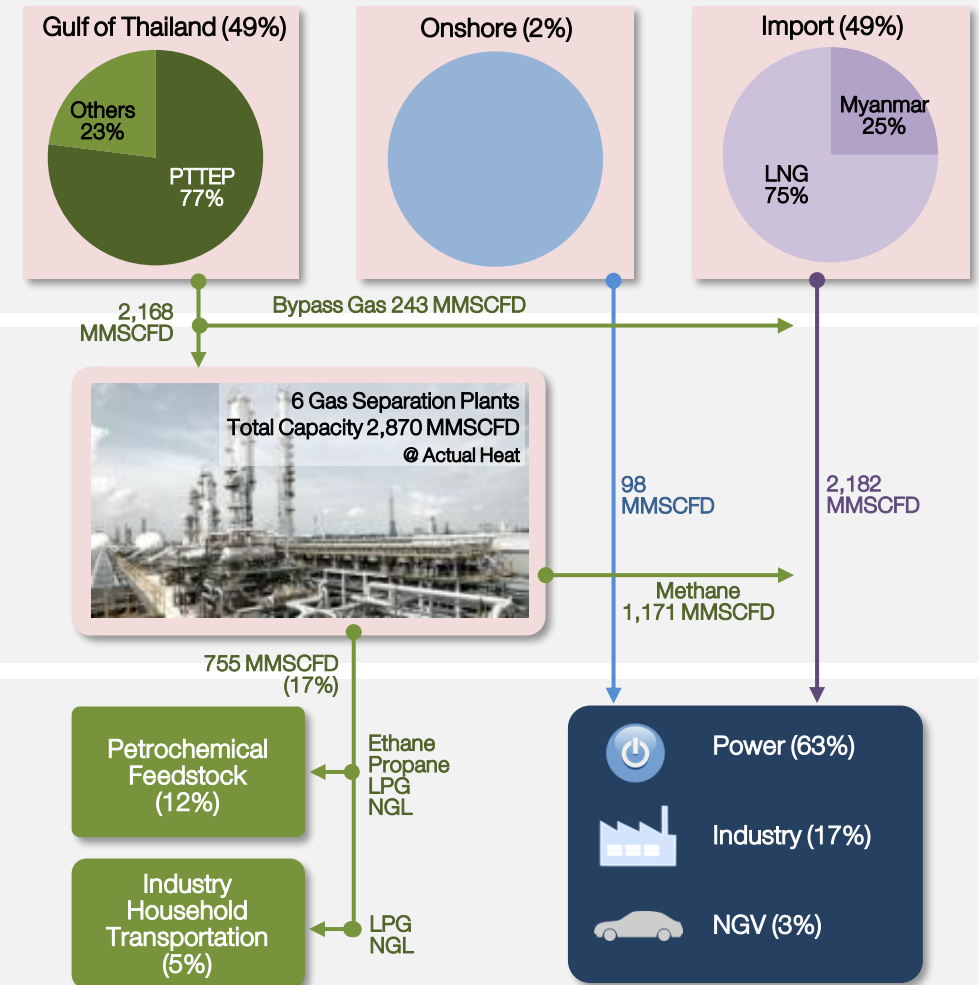 Gulf of Thailand (49%)
Others
23%
PTTEP
77%
Onshore (2%)
Import (49%)
Myanmar
25%
LNG
75%
2,168
MMSCFD
Bypass Gas 243 MMSCFD
6 Gas Separation Plants
Total Capacity 2,870 MMSCFD
@ Actual Heat
98
MMSCFD
2,182
MMSCFD
Methane
1,171 MMSCFD
755 MMSCFD
(17%)
Petrochemical
Feedstock
(12%)
Ethane
Propane
LPG
NGL
Industry
Household
Transportation
(5%)
LPG
NGL
Power (63%)
Industry (17%)
NGV (3%)